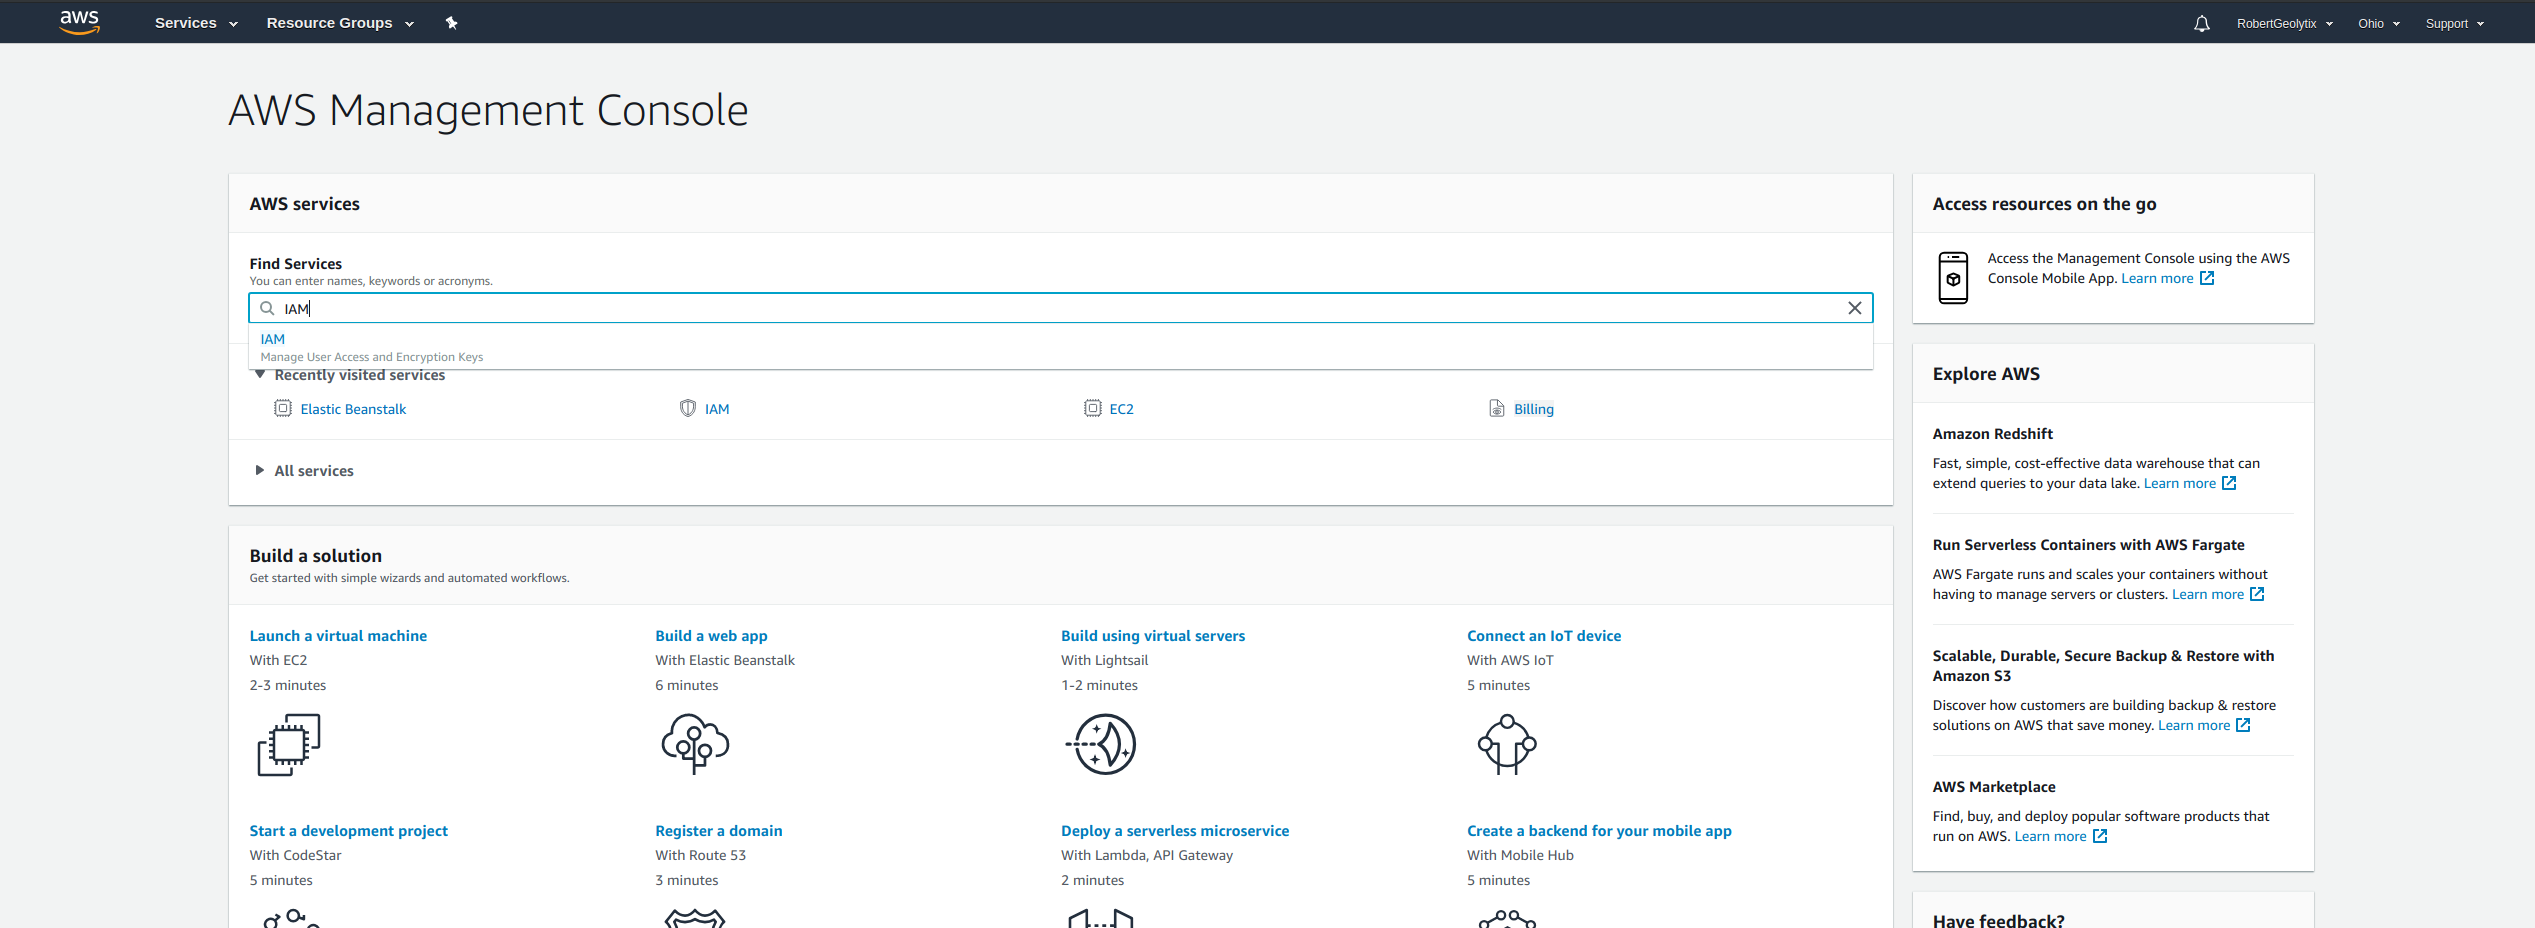 aws Services Resource Groups RobertGeolytix Ohio Support
AWS Management Console
AWS services
Find Services
You can enter names, keywords or acronyms.
IAM
IAM
Manage User Access and Encryption Keys
Recently visited services
Elastic Beanstalk IAM EC2 Billing
All services
Build a solution
Get started with simple wizards and automated workflows.
Launch a virtual machine
With EC2
2-3 minutes
Build a web app
With Elastic Beanstalk
6 minutes
Build using virtual servers
With Lightsail
1-2 minutes
Connect an IoT device
With AWS IoT
5 minutes
Start a development project
With CodeStar
5 minutes
Register a domain
With Route 53
3 minutes
Deploy a serverless microservice
With Lambda, API Gateway
2 minutes
Create a backend for your mobile app
With Mobile Hub
5 minutes
Access resources on the go
Access the Management Console using the AWS
Console Mobile App. Learn more
Explore AWS
Amazon Redshift
Fast, simple, cost-effective data warehouse that can
extend queries to your data lake. Learn more
Run Serverless Containers with AWS Fargate
AWS Fargate runs and scales your containers without
having to manage servers or clusters. Learn more
Scalable, Durable, Secure Backup & Restore with
Amazon S3
Discover how customers are building backup & restore
solutions on AWS that save money. Learn more
AWS Marketplace
Find, buy, and deploy popular software products that
run on AWS. Learn more
Have feedback?